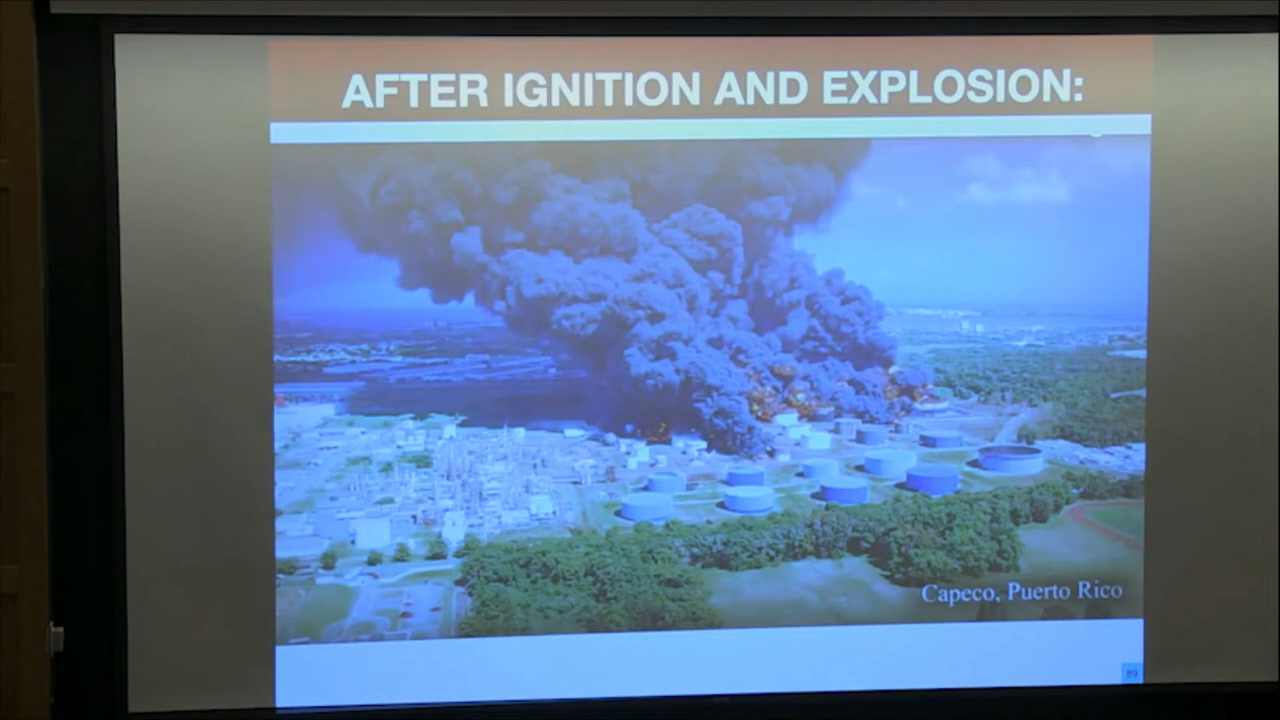 AFTER IGNITION AND EXPLOSION:
Capeco, Puerto Rico